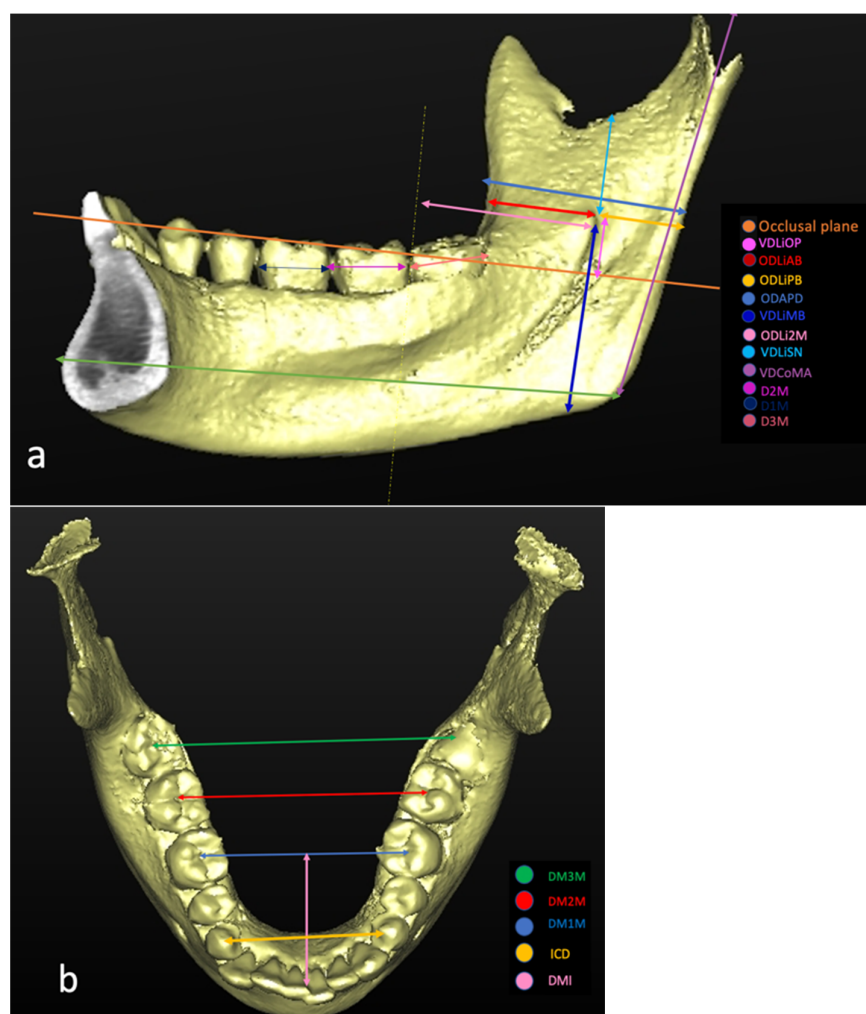 Occlusal plane
VDLiOP
ODLiAB
ODLiPB
ODAPD
VDLiMB
ODLi2M
VDLiSN
VDCoMA
D2M
D1M
D3M
a
DM3M
DM2M
DM1M
ICD
DMI
b